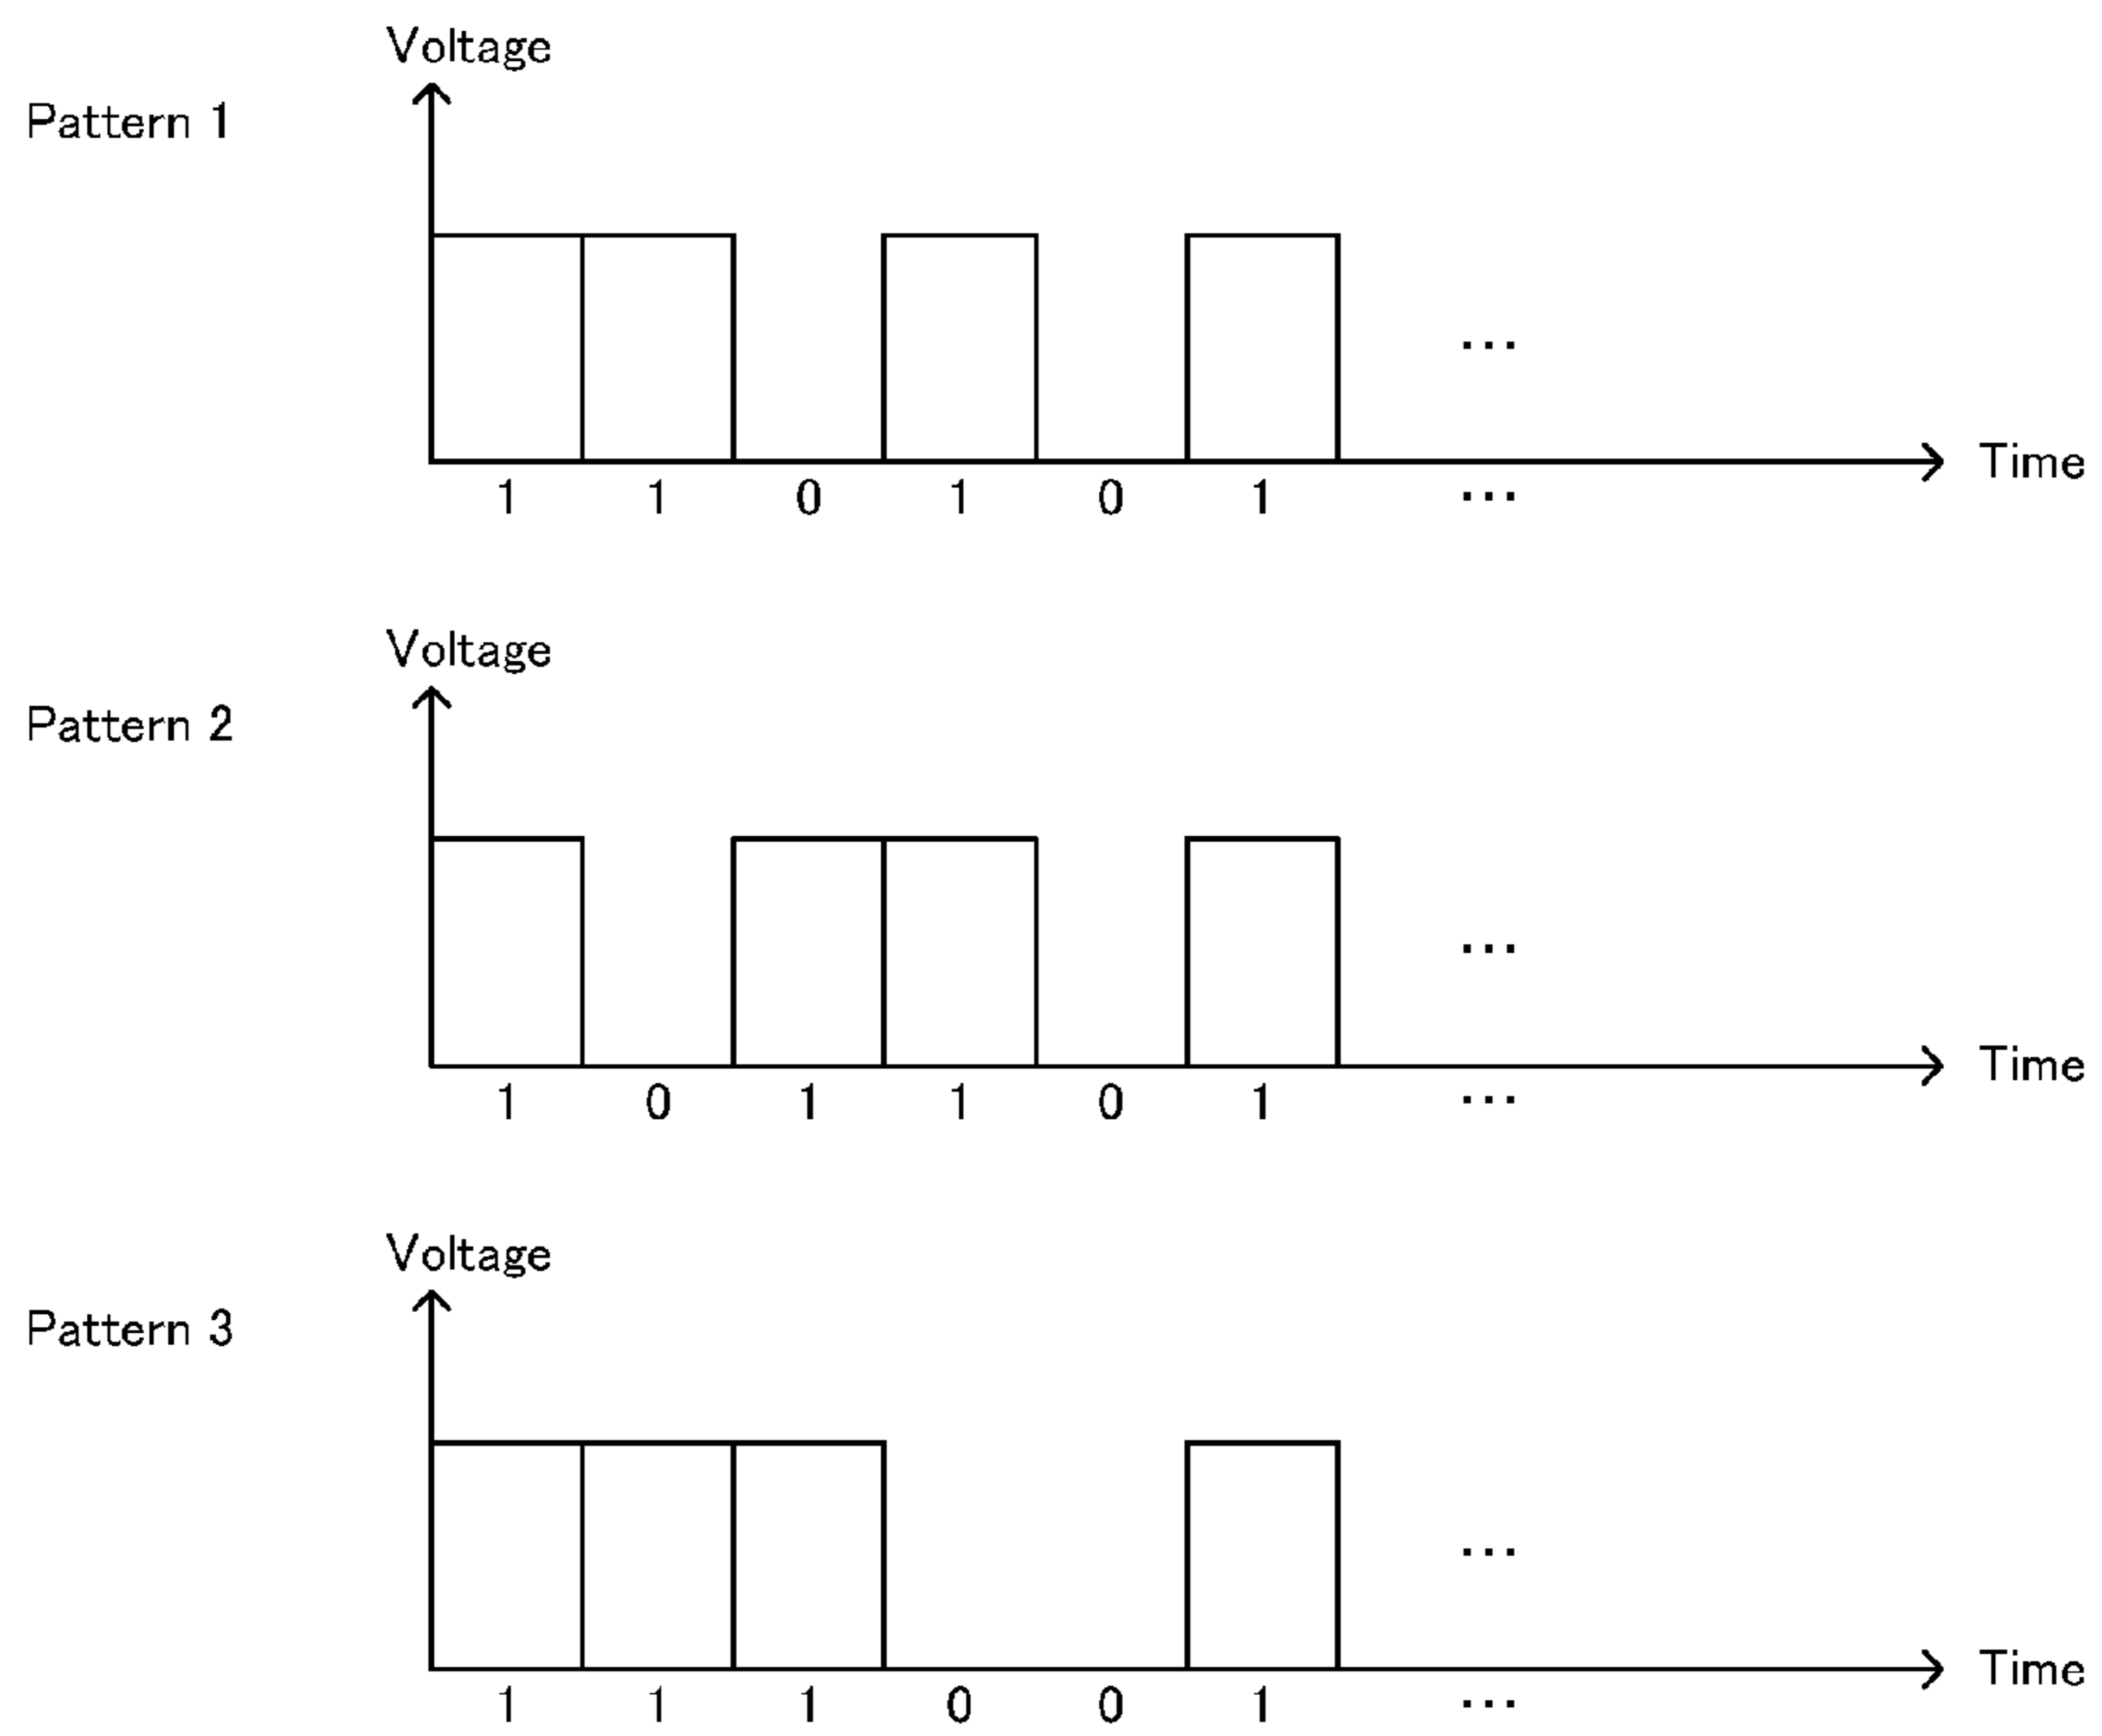 Voltage
Pattern 1
...
Time
1 1 0 1 0 1 ...
Voltage
Pattern 2
...
Time
1 0 1 1 0 1 ...
Voltage
Pattern 3
...
Time
1 1 1 0 0 1 ...